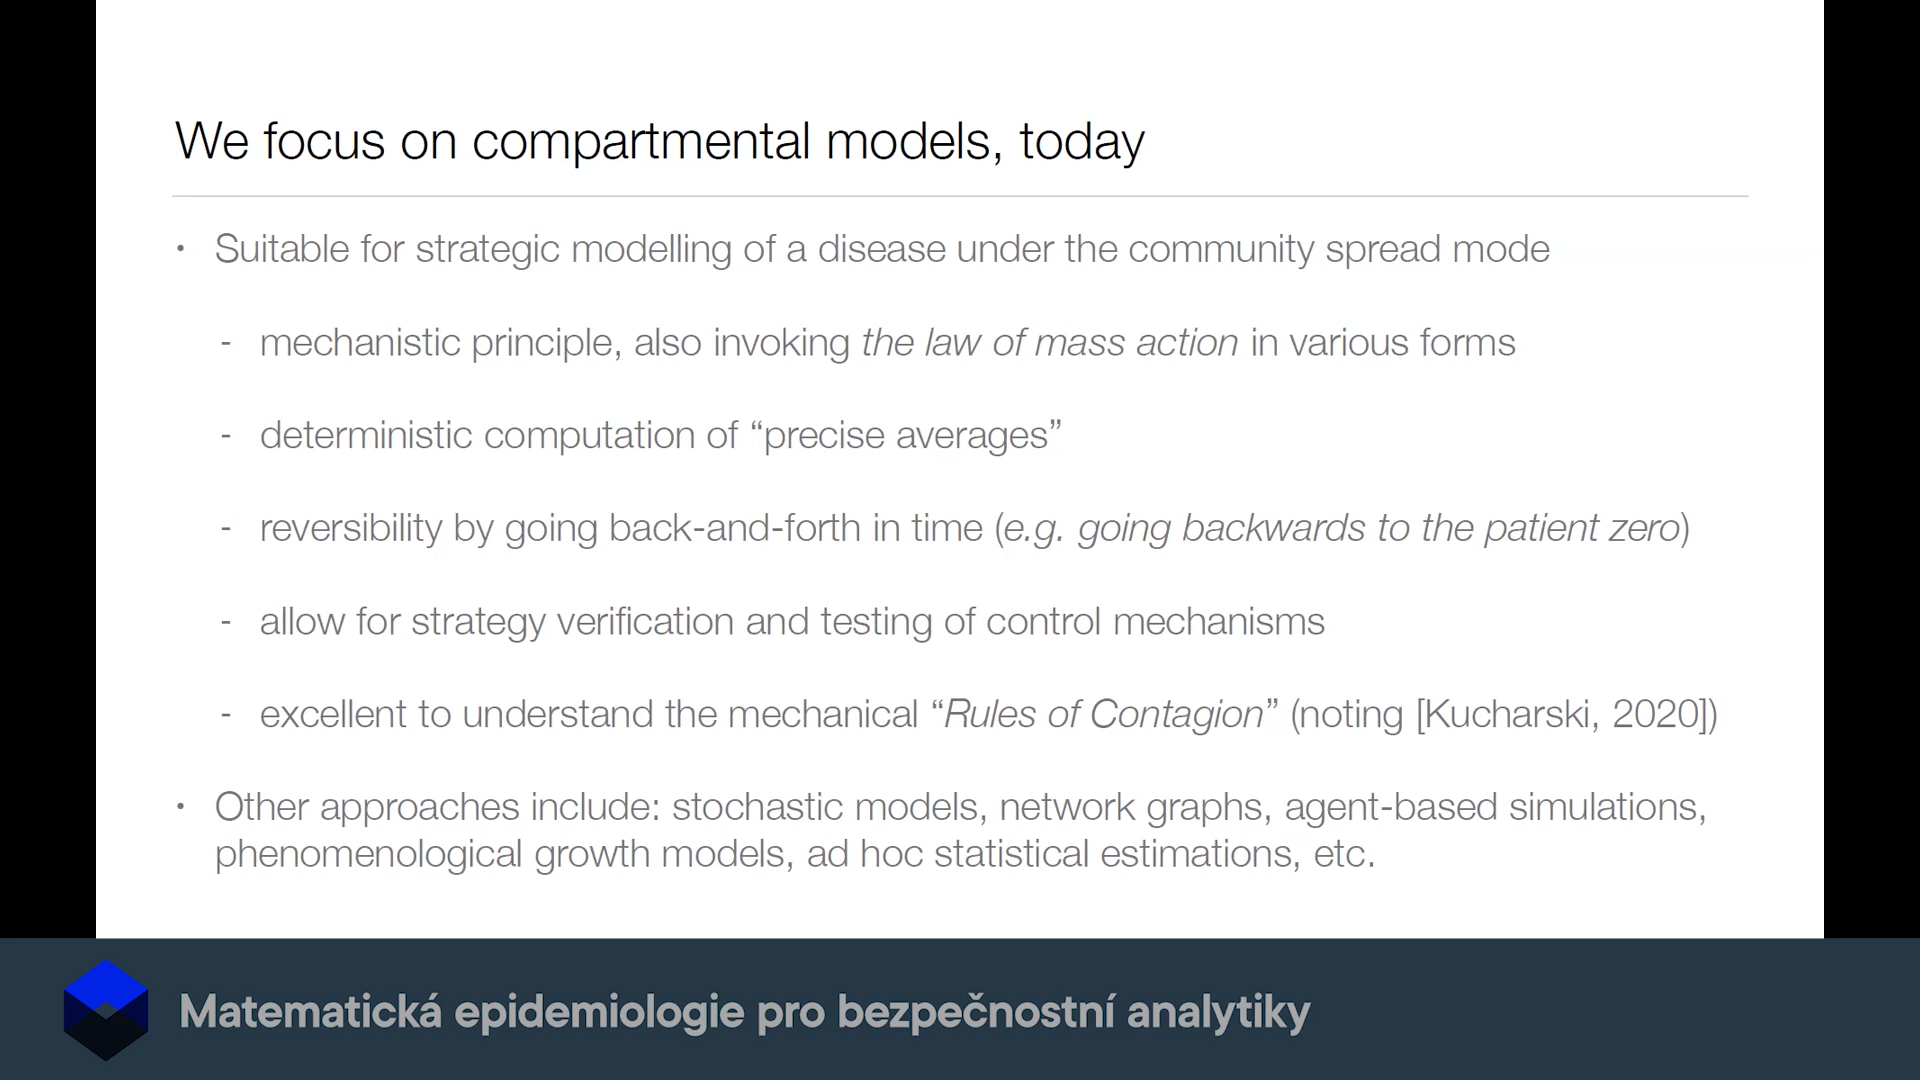 We focus on compartmental models, today
• Suitable for strategic modelling of a disease under the community spread mode
- mechanistic principle, also invoking the law of mass action in various forms
- deterministic computation of “precise averages”
- reversibility by going back-and-forth in time (e.g. going backwards to the patient zero)
- allow for strategy verification and testing of control mechanisms
- excellent to understand the mechanical “Rules of Contagion” (noting [Kucharski, 2020])
• Other approaches include: stochastic models, network graphs, agent-based simulations,
phenomenological growth models, ad hoc statistical estimations, etc.
Matematická epidemiologie pro bezpečnostní analytiky